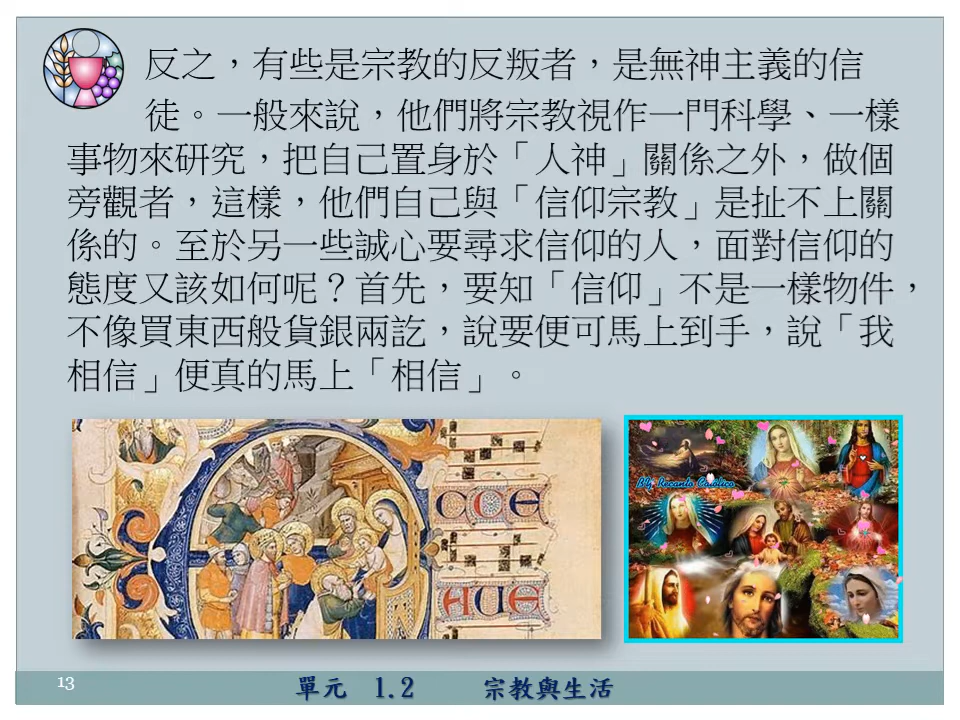 反之，有些是宗教的反叛者，是無神主義的信
徒。一般來說，他們將宗教視作一門科學、一樣
事物來研究，把自己置身於「人神」關係之外，做個
旁觀者，這樣，他們自己與「信仰宗教」是扯不上關
係的。至於另一些誠心要尋求信仰的人，面對信仰的
態度又該如何呢？首先，要知「信仰」不是一樣物件，
不像買東西般貨銀兩訖，說要便可馬上到手，說「我
相信」便真的馬上「相信」。
CCE
HUE
Recanto Católico
13
單元 1.2 宗教與生活